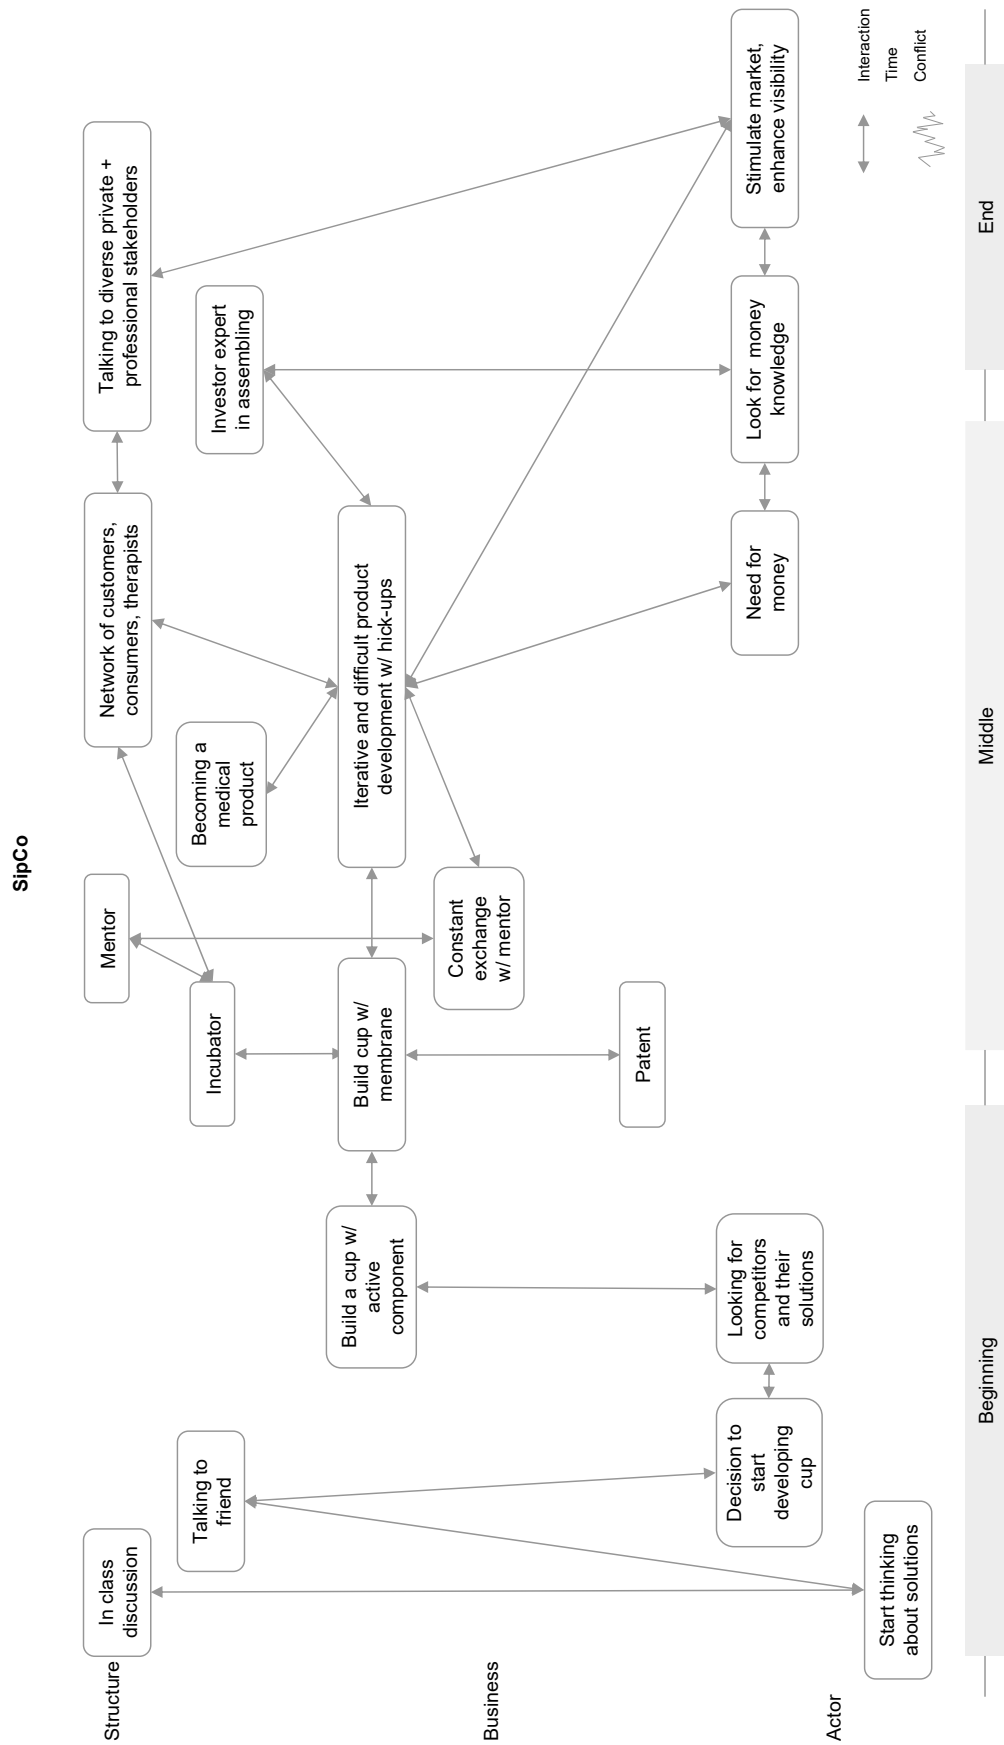 SipCo
Structure
In class
discussion
Talking to
friend
Mentor
Incubator
Network of customers,
consumers, therapists
Becoming a
medical
product
Talking to diverse private +
professional stakeholders
Investor expert
in assembling
Business
Build a cup w/
active
component
Build cup w/
membrane
Iterative and difficult product
development w/ hick-ups
Constant
exchange
w/ mentor
Patent
Actor
Start thinking
about solutions
Decision to
start
developing
cup
Looking for
competitors
and their
solutions
Need for
money
Look for money
knowledge
Stimulate market,
enhance visibility
Interaction
Time
Conflict
Beginning
Middle
End